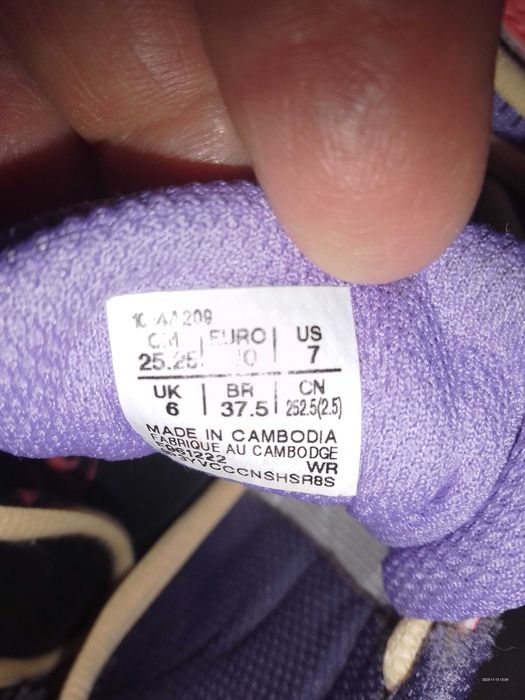 209
CM EURO US
25.25 7
UK BR CN
6 37.5 252.5(2.5)
MADE IN CAMBODIA
FABRIQUE AU CAMBODGE
WR